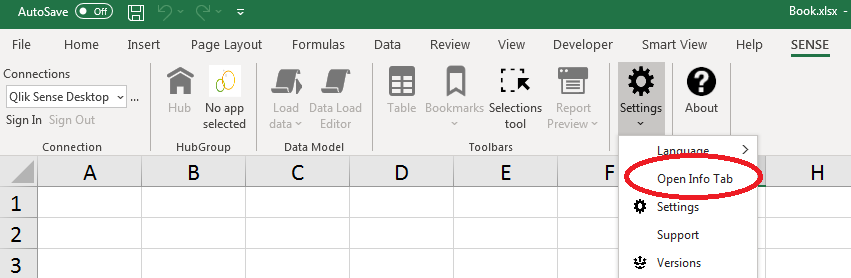 AutoSave Off Book.xlsx -
File Home Insert Page Layout Formulas Data Review View Developer Smart View Help SENSE
Connections
Qlik Sense Desktop ...
Sign In Sign Out
Connection
Hub
No app
selected
HubGroup
Load
data
Data Load
Editor
Data Model
Table
Bookmarks
Selections
tool
Report
Preview
Toolbars
Settings
About
Language
Open Info Tab
Settings
Support
Versions
A B C D E F H
1
2
3